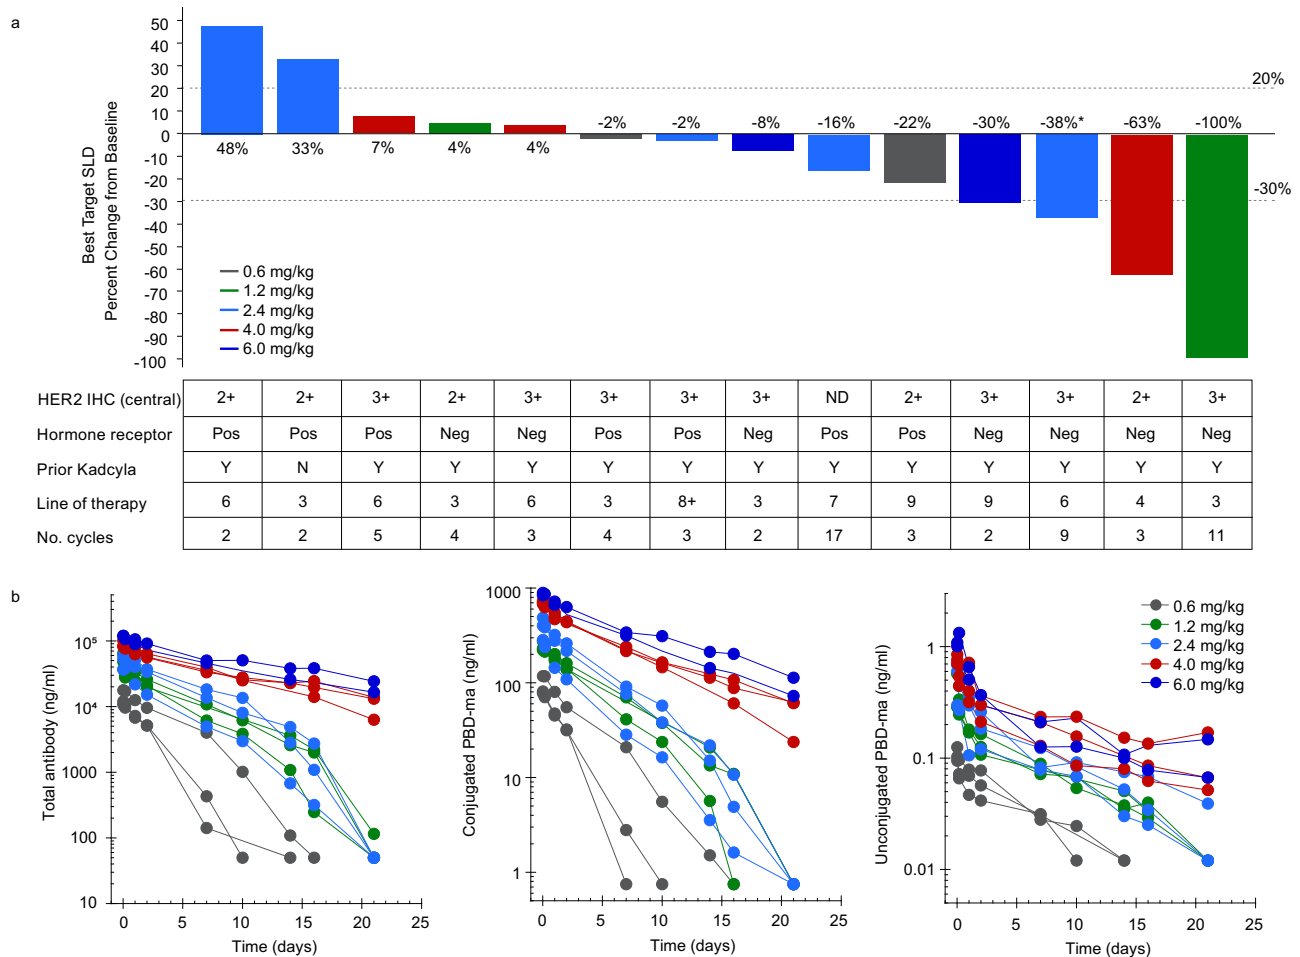 a
50
40
30
20
10
0
-10
-20
-30
-40
-50
-60
-70
-80
-90
-100
Best Target SLD
Percent Change from Baseline
20%
-30%
48% 33% 7% 4% 4% -2% -2% -8% -16% -22% -30% -38%* -63% -100%
0.6 mg/kg
1.2 mg/kg
2.4 mg/kg
4.0 mg/kg
6.0 mg/kg
HER2 IHC (central) 2+ 2+ 3+ 2+ 3+ 3+ 3+ 3+ ND 2+ 3+ 3+ 2+ 3+
Hormone receptor Pos Pos Pos Neg Neg Pos Pos Neg Pos Pos Neg Neg Neg Neg
Prior Kadcyla Y N Y Y Y Y Y Y Y Y Y Y Y Y
Line of therapy 6 3 6 3 6 3 8+ 3 7 9 9 6 4 3
No. cycles 2 2 5 4 3 4 3 2 17 3 2 9 3 11
b
Total antibody (ng/ml)
10⁵
10⁴
1000
100
10
0 5 10 15 20 25
Time (days)
Conjugated PBD-ma (ng/ml)
1000
100
10
1
0 5 10 15 20 25
Time (days)
Unconjugated PBD-ma (ng/ml)
1
0.1
0.01
0 5 10 15 20 25
Time (days)
0.6 mg/kg
1.2 mg/kg
2.4 mg/kg
4.0 mg/kg
6.0 mg/kg